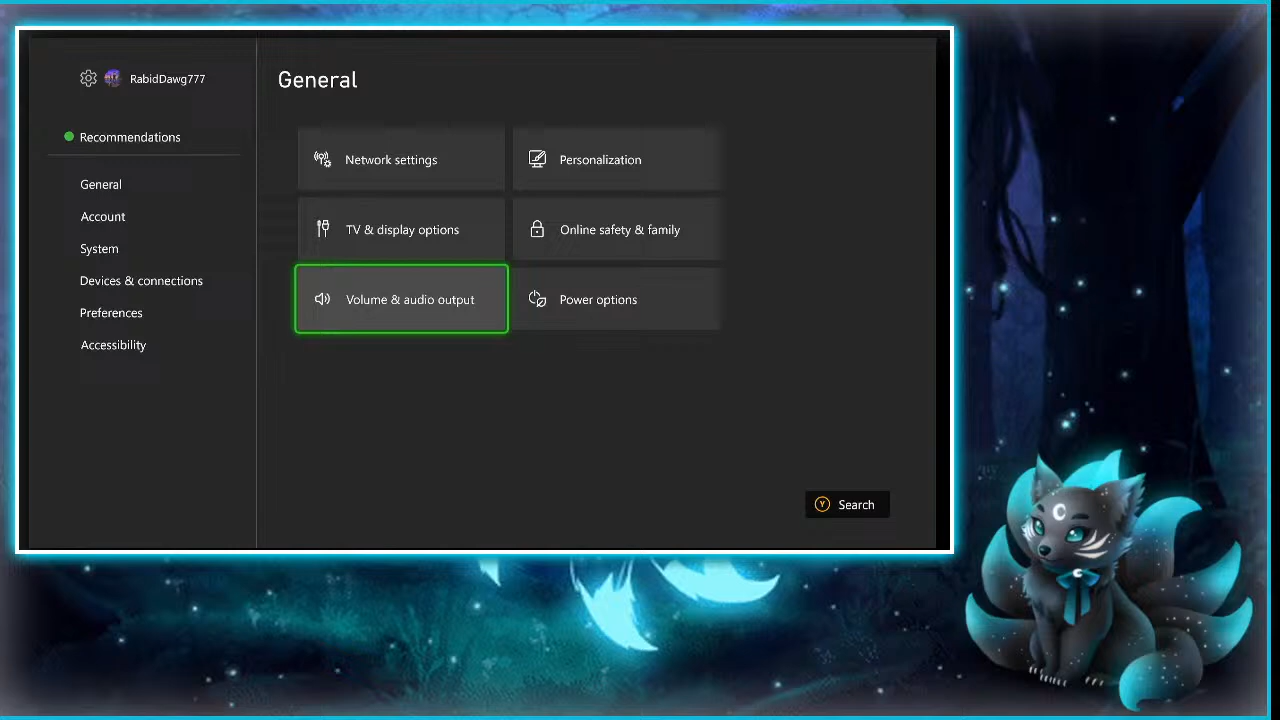 RabidDawg777
Recommendations
General
Account
System
Devices & connections
Preferences
Accessibility
General
Network settings
Personalization
TV & display options
Online safety & family
Volume & audio output
Power options
Y Search